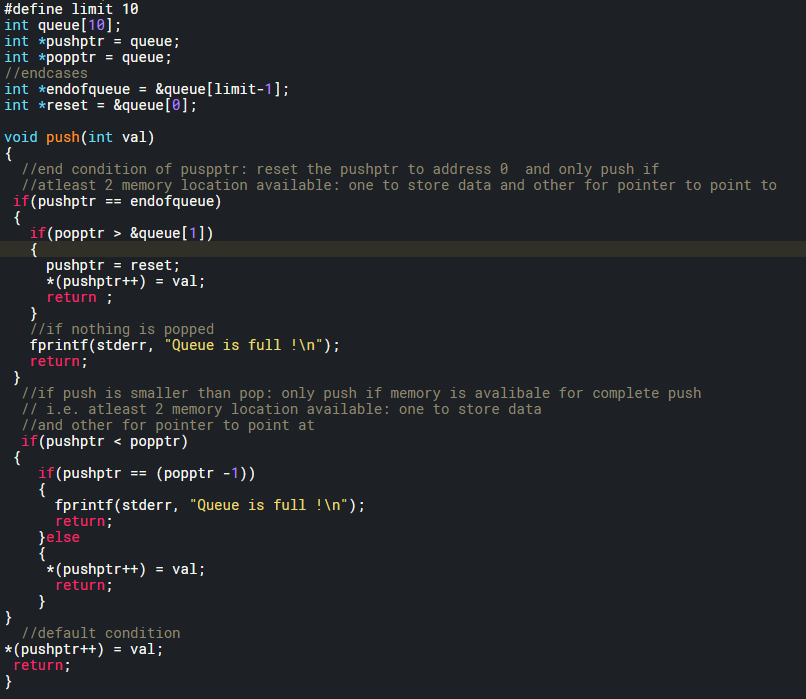 #define limit 10
int queue[10];
int *pushptr = queue;
int *popptr = queue;
//endcases
int *endofqueue = &queue[limit-1];
int *reset = &queue[0];

void push(int val)
{
  //end condition of puspptr: reset the pushptr to address 0  and only push if
  //atleast 2 memory location available: one to store data and other for pointer to point to
 if(pushptr == endofqueue)
 {
   if(popptr > &queue[1])
   {
     pushptr = reset;
     *(pushptr++) = val;
     return ;
   }
   //if nothing is popped
   fprintf(stderr, "Queue is full !\n");
   return;
 }
  //if push is smaller than pop: only push if memory is avalibale for complete push
  // i.e. atleast 2 memory location available: one to store data
  //and other for pointer to point at
  if(pushptr < popptr)
 {
    if(pushptr == (popptr -1))
    {
      fprintf(stderr, "Queue is full !\n");
      return;
    }else
    {
     *(pushptr++) = val;
      return;
    }
}
  //default condition
*(pushptr++) = val;
 return;
}